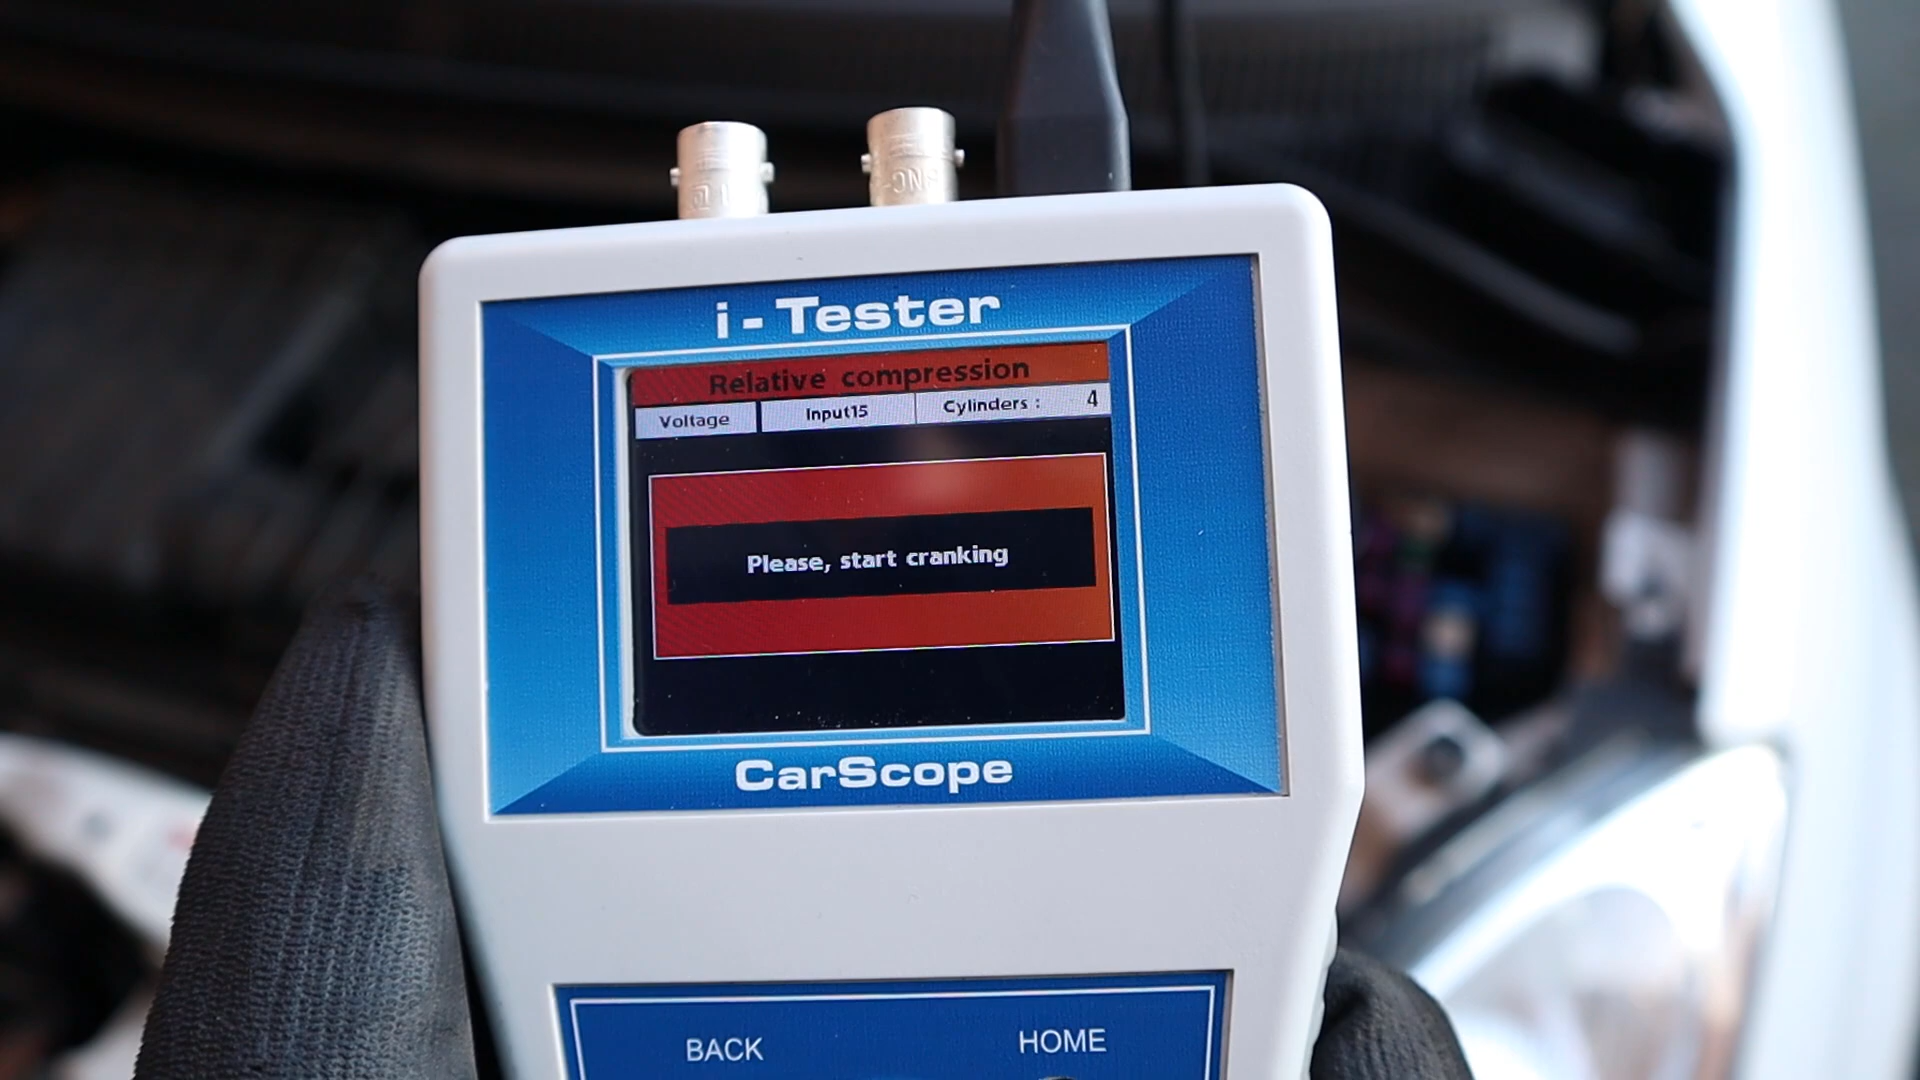 i-Tester
Relative compression
Voltage Input15 Cylinders : 4
Please, start cranking
CarScope
BACK HOME